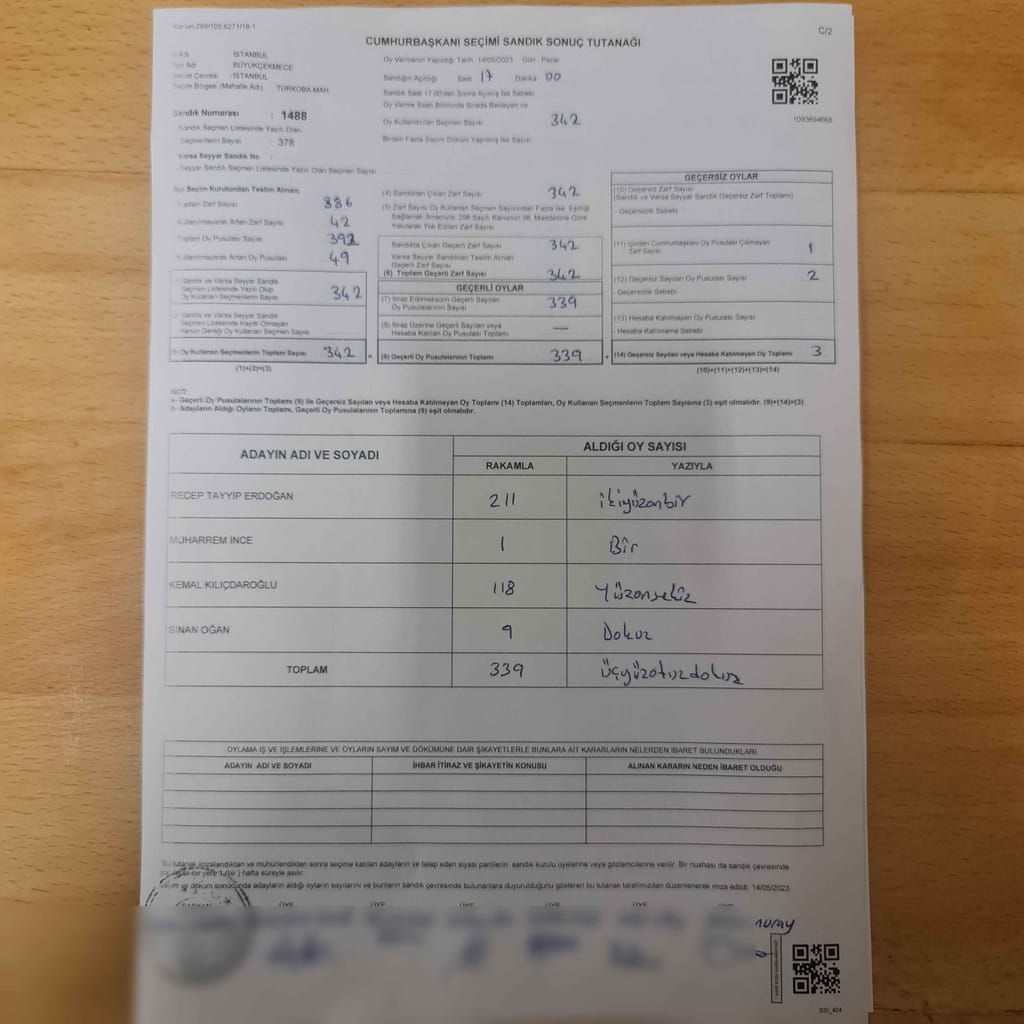 Kanun 298/105 6271/18-1
C/2
CUMHURBAŞKANI SEÇİMİ SANDIK SONUÇ TUTANAĞI
İl Adı İSTANBUL
İlçe Adı BÜYÜKÇEKMECE
Seçim Çevresi : İSTANBUL
Seçim Bölgesi (Mahalle Adı) TÜRKOBA MAH.
Sandık Numarası : 1488
Sandık Seçmen Listesinde Yazılı Olan
Seçmenlerin Sayısı : 378
Varsa Seyyar Sandık No :
Seyyar Sandık Seçmen Listesinde Yazılı Olan Seçmen Sayısı
Oy Vermenin Yapıldığı Tarih: 14/05/2023 Gün: Pazar
Sandığın Açıldığı Saat 17 Dakika 00
Sandık Saat 17.00'den Sonra Açılmış İse Sebebi
Oy Verme Saati Bitiminde Sırada Bekleyen ve
Oy Kullandırılan Seçmen Sayısı 342
Birden Fazla Sayım Döküm Yapılmış İse Sayısı
1093694668
İlçe Seçim Kurulundan Teslim Alınan;
Toplam Zarf Sayısı 886
Kullanılmayarak Artan Zarf Sayısı 42
Toplam Oy Pusulası Sayısı 392
Kullanılmayarak Artan Oy Pusulası 49
(1) Sandık ve Varsa Seyyar Sandık
Seçmen Listesinde Yazılı Olup
Oy Kullanan Seçmenlerin Sayısı 342
(2) Sandık ve Varsa Seyyar Sandık
Seçmen Listesinde Kayıtlı Olmayan
Kanun Gereği Oy Kullanan Seçmen Sayısı
(3) Oy Kullanan Seçmenlerin Toplam Sayısı 342
(1)+(2)=(3)
(4) Sandıktan Çıkan Zarf Sayısı 342
(5) Zarf Sayısı Oy Kullanan Seçmen Sayısından Fazla İse, Eşitliği
Sağlamak Amacıyla; 298 Sayılı Kanunun 98. Maddesine Göre
Yakılarak Yok Edilen Zarf Sayısı
Sandıkta Çıkan Geçerli Zarf Sayısı 342
Varsa Seyyar Sandıktan Teslim Alınan
Geçerli Zarf Sayısı
(6) Toplam Geçerli Zarf Sayısı 342
GEÇERLİ OYLAR
(7) İtiraz Edilmeksizin Geçerli Sayılan
Oy Pusulalarının Sayısı 339
(8) İtiraz Üzerine Geçerli Sayılan veya
Hesaba Katılan Oy Pusulası Toplamı —
(9) Geçerli Oy Pusulalarının Toplamı 339
GEÇERSİZ OYLAR
(10) Geçersiz Zarf Sayısı
(Sandık ve Varsa Seyyar Sandık Geçersiz Zarf Toplamı)
- Geçersizlik Sebebi
(11) İçinden Cumhurbaşkanı Oy Pusulası Çıkmayan
Zarf Sayısı 1
(12) Geçersiz Sayılan Oy Pusulası Sayısı 2
- Geçersizlik Sebebi
(13) Hesaba Katılmayan Oy Pusulası Sayısı
- Hesaba Katılmama Sebebi
(14) Geçersiz Sayılan veya Hesaba Katılmayan Oy Toplamı 3
(10)+(11)+(12)+(13)=(14)
NOT:
a- Geçerli Oy Pusulalarının Toplamı (9) ile Geçersiz Sayılan veya Hesaba Katılmayan Oy Toplamı (14) Toplamları, Oy Kullanan Seçmenlerin Toplam Sayısına (3) eşit olmalıdır. (9)+(14)=(3)
b- Adayların Aldığı Oyların Toplamı, Geçerli Oy Pusulalarının Toplamına (9) eşit olmalıdır.
ADAYIN ADI VE SOYADI ALDIĞI OY SAYISI
RAKAMLA YAZIYLA
RECEP TAYYİP ERDOĞAN 211 ikiyüzonbir
MUHARREM İNCE 1 Bir
KEMAL KILIÇDAROĞLU 118 Yüzonsekiz
SİNAN OĞAN 9 Dokuz
TOPLAM 339 üçyüzotuzdokuz
OYLAMA İŞ VE İŞLEMLERİNE VE OYLARIN SAYIM VE DÖKÜMÜNE DAİR ŞİKAYETLERLE BUNLARA AİT KARARLARIN NELERDEN İBARET BULUNDUKLARI
ADAYIN ADI VE SOYADI İHBAR İTİRAZ VE ŞİKAYETİN KONUSU ALINAN KARARIN NEDEN İBARET OLDUĞU
Bu tutanak imzalandıktan ve mühürlendikten sonra seçime katılan adayların ve talep eden siyasi partilerin, sandık kurulu üyelerine veya gözlemcilerine verilir. Bir nüshası da sandık çevresinde
bir yere 1 (bir) hafta süreyle asılır.
Sayım ve döküm sonucunda adayların aldığı oyların sayılarını ve bunların sandık çevresinde bulunanlara duyurulduğunu gösteren bu tutanak tarafımızdan düzenlenerek imza edildi. 14/05/2023
BAŞKAN ÜYE ÜYE ÜYE ÜYE ÜYE
nuray